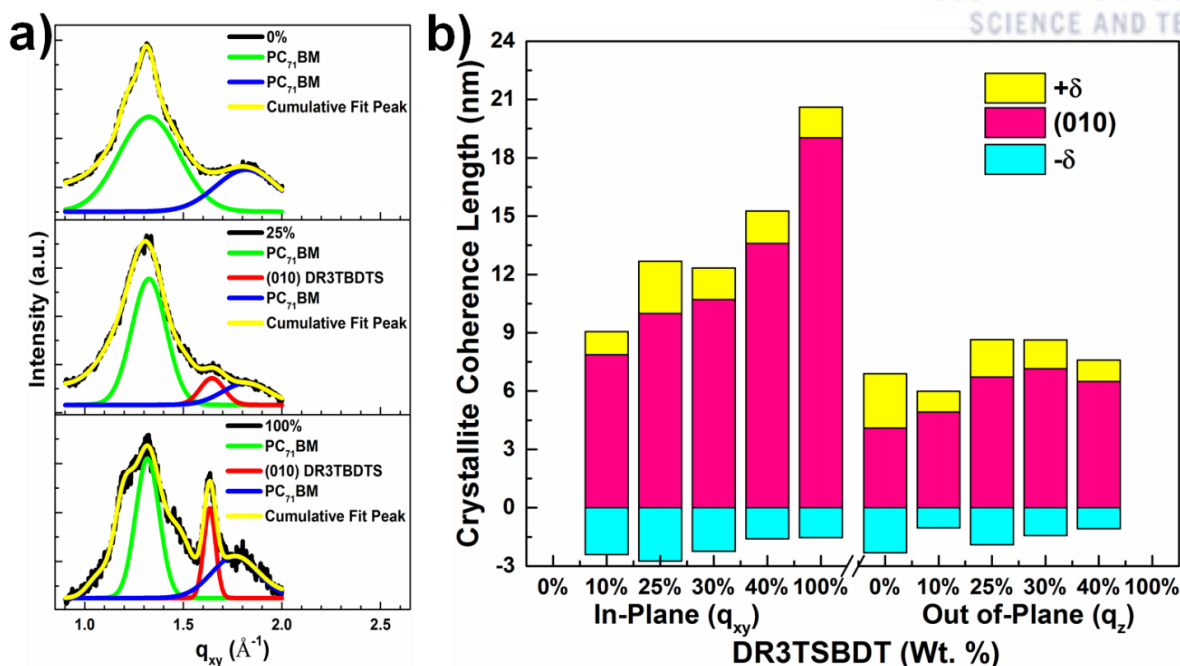 SCIENCE AND TE
a)
0%
PC71BM
PC71BM
Cumulative Fit Peak
25%
PC71BM
(010) DR3TBDTS
PC71BM
Cumulative Fit Peak
100%
PC71BM
(010) DR3TBDTS
PC71BM
Cumulative Fit Peak
Intensity (a.u.)
1.0 1.5 2.0 2.5
qxy (Å-1)
b)
+δ
(010)
-δ
Crystallite Coherence Length (nm)
24
21
18
15
12
9
6
3
0
-3
0% 10% 25% 30% 40% 100% 0% 10% 25% 30% 40% 100%
In-Plane (qxy) Out of-Plane (qz)
DR3TSBDT (Wt. %)